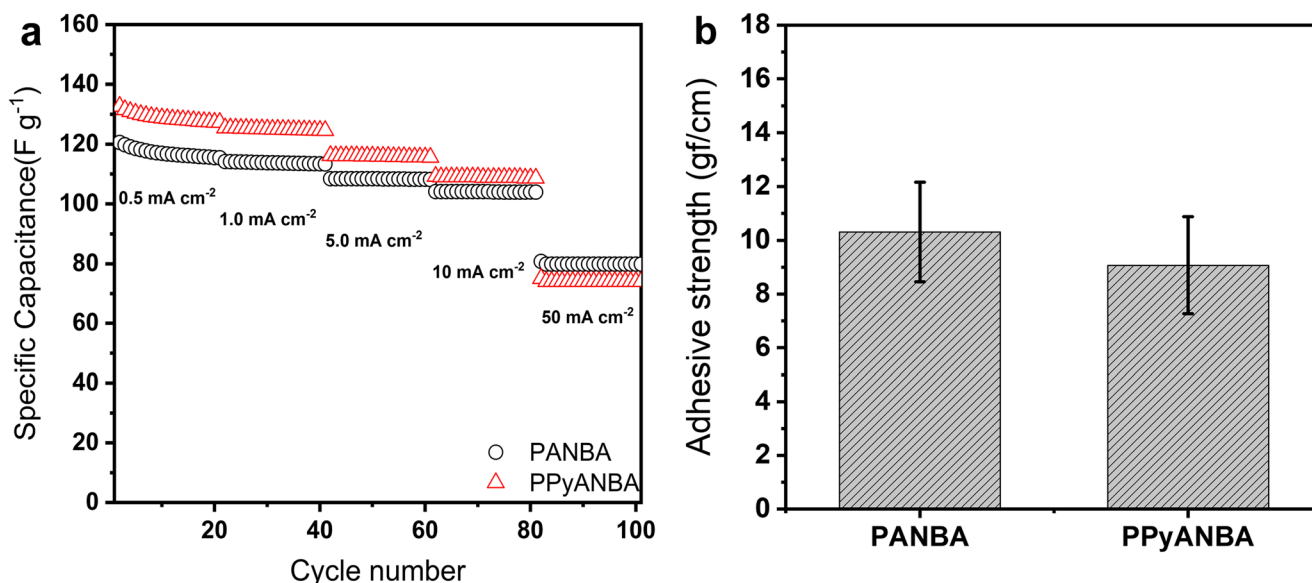 a
160
140
120
100
80
60
40
20
0
Specific Capacitance(F g⁻¹)
0.5 mA cm⁻²
1.0 mA cm⁻²
5.0 mA cm⁻²
10 mA cm⁻²
50 mA cm⁻²
PANBA
PPyANBA
20 40 60 80 100
Cycle number
b
18
16
14
12
10
8
6
4
2
0
Adhesive strength (gf/cm)
PANBA PPyANBA